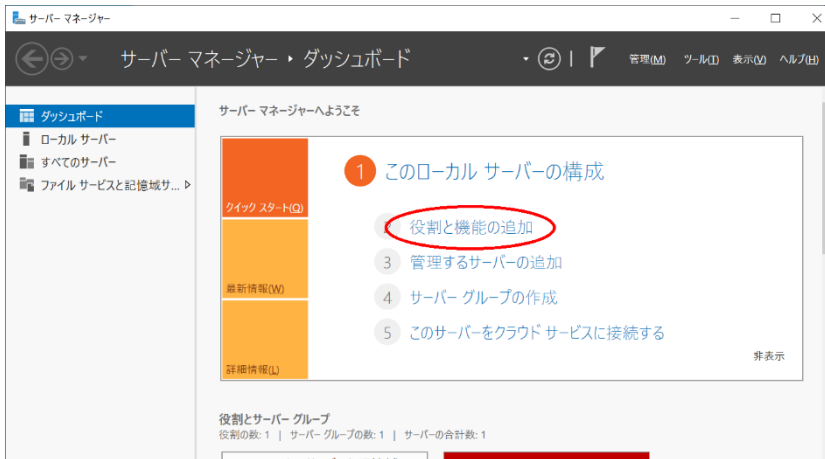 サーバー マネージャー
サーバー マネージャー ・ ダッシュボード
管理(M) ツール(T) 表示(V) ヘルプ(H)
ダッシュボード
ローカル サーバー
すべてのサーバー
ファイル サービスと記憶域サ...
サーバー マネージャーへようこそ
クイック スタート(Q)
最新情報(W)
詳細情報(L)
1 このローカル サーバーの構成
2 役割と機能の追加
3 管理するサーバーの追加
4 サーバー グループの作成
5 このサーバーをクラウド サービスに接続する
非表示
役割とサーバー グループ
役割の数: 1 | サーバー グループの数: 1 | サーバーの合計数: 1